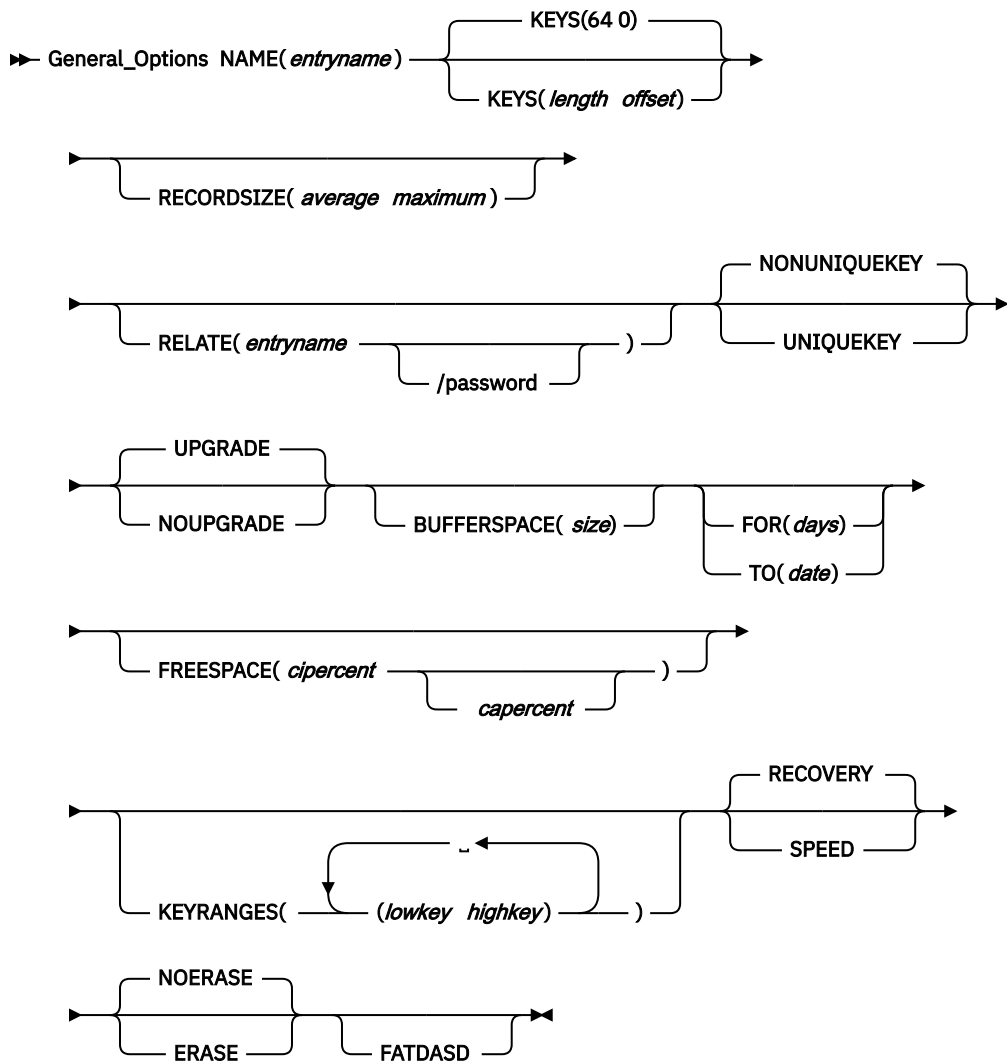 KEYS(64 0)
General_Options NAME( entryname )
KEYS( length offset )
RECORDSIZE( average maximum )
NONUNIQUEKEY
RELATE( entryname )
UNIQUEKEY
/password
UPGRADE
NOUPGRADE
BUFFERSPACE( size)
FOR( days)
TO( date)
FREESPACE( cipercent )
capercent
RECOVERY
SPEED
␣
KEYRANGES( (lowkey highkey) )
NOERASE
ERASE
FATDASD